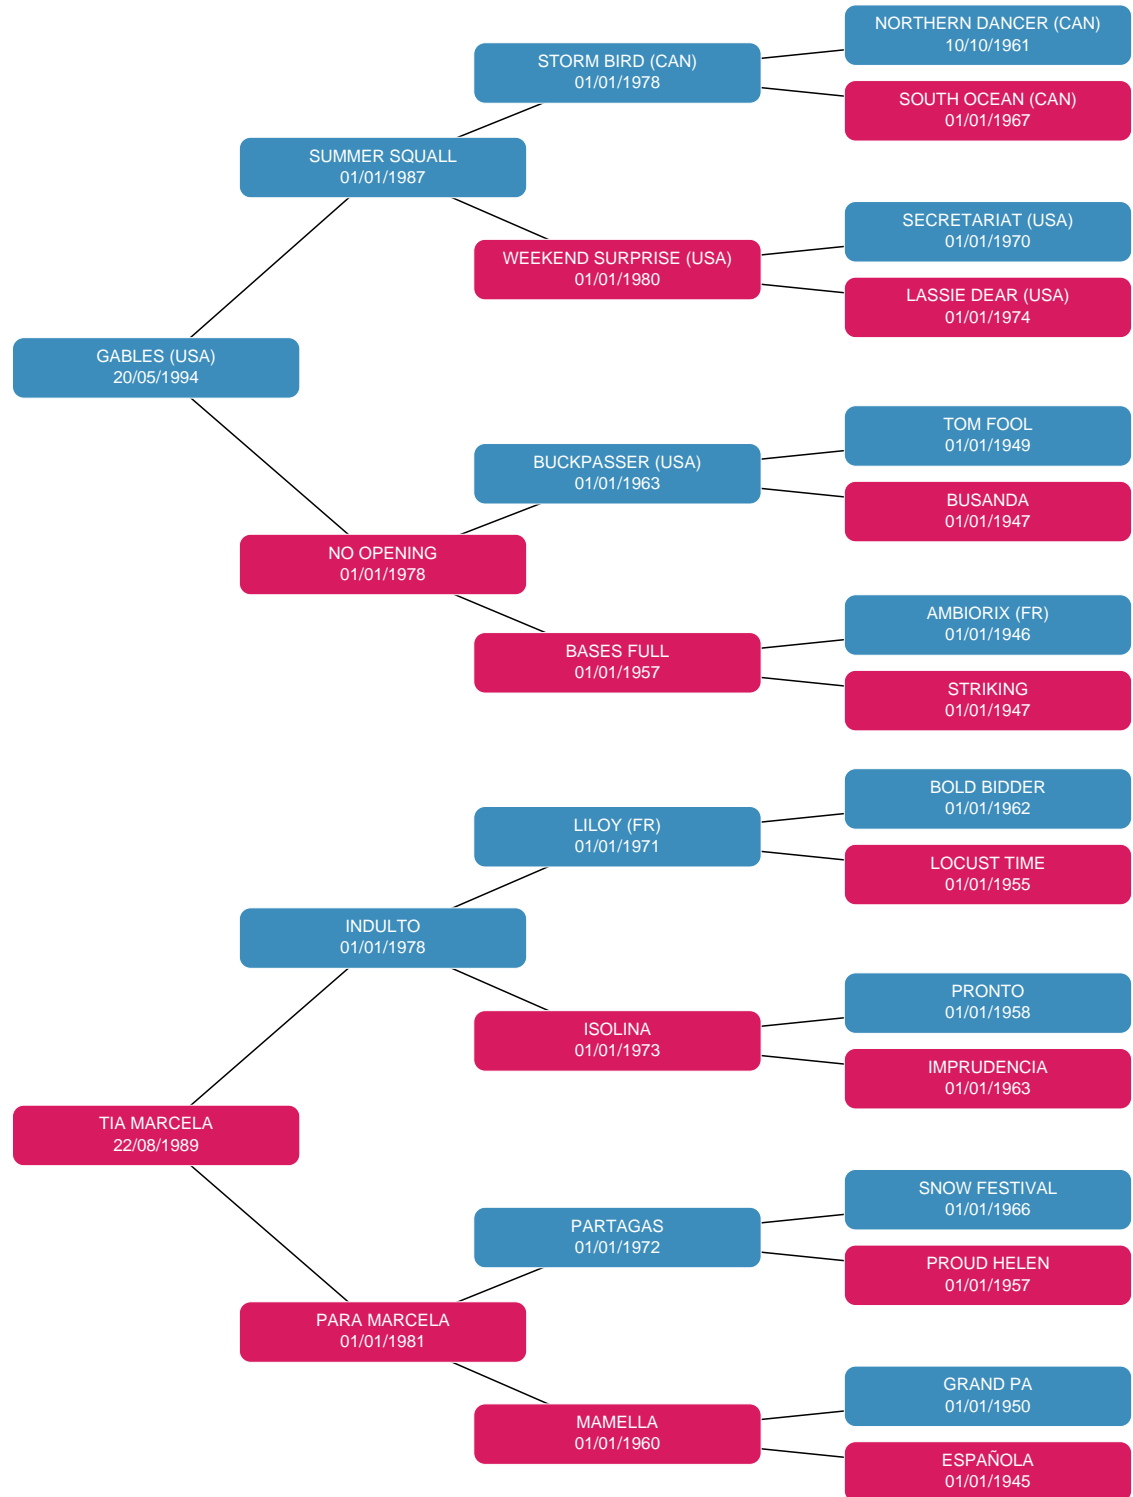 NORTHERN DANCER (CAN)
10/10/1961
STORM BIRD (CAN)
01/01/1978
SOUTH OCEAN (CAN)
01/01/1967
SUMMER SQUALL
01/01/1987
SECRETARIAT (USA)
01/01/1970
WEEKEND SURPRISE (USA)
01/01/1980
LASSIE DEAR (USA)
01/01/1974
GABLES (USA)
20/05/1994
TOM FOOL
01/01/1949
BUCKPASSER (USA)
01/01/1963
BUSANDA
01/01/1947
NO OPENING
01/01/1978
AMBIORIX (FR)
01/01/1946
BASES FULL
01/01/1957
STRIKING
01/01/1947
BOLD BIDDER
01/01/1962
LILOY (FR)
01/01/1971
LOCUST TIME
01/01/1955
INDULTO
01/01/1978
PRONTO
01/01/1958
ISOLINA
01/01/1973
IMPRUDENCIA
01/01/1963
TIA MARCELA
22/08/1989
SNOW FESTIVAL
01/01/1966
PARTAGAS
01/01/1972
PROUD HELEN
01/01/1957
PARA MARCELA
01/01/1981
GRAND PA
01/01/1950
MAMELLA
01/01/1960
ESPAÑOLA
01/01/1945